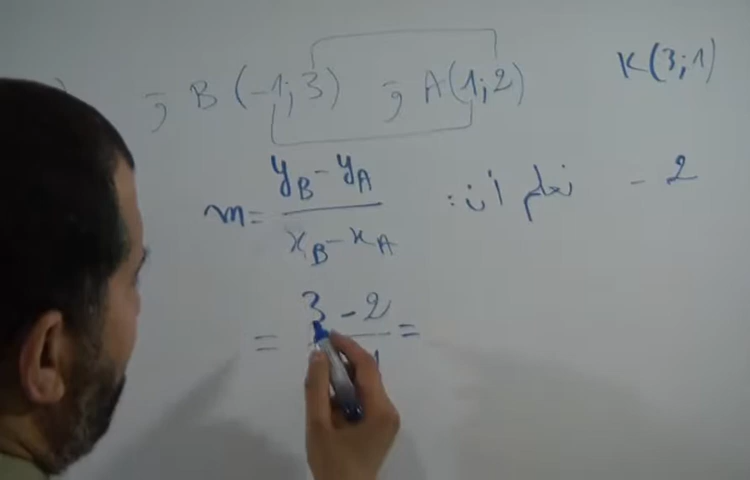 K(3;1) ; A(1;2) ; B(-1;3)
2 - نعلم أن: m = (y_B - y_A) / (x_B - x_A)
= (3 - 2) / =